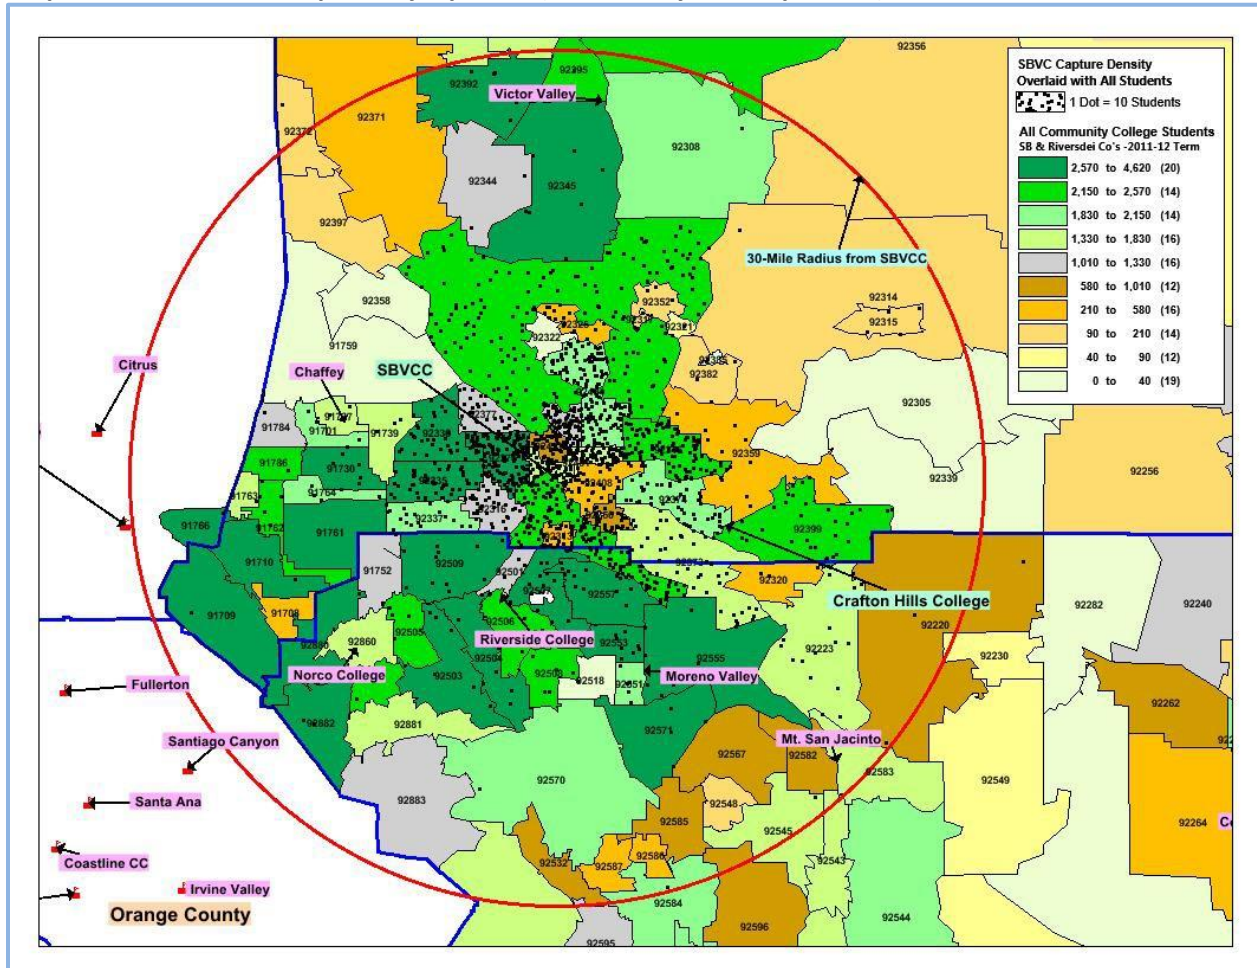 SBVC Capture Density
Overlaid with All Students
1 Dot = 10 Students
All Community College Students
SB & Riversdei Co's -2011-12 Term
2,570 to 4,620 (20)
2,150 to 2,570 (14)
1,830 to 2,150 (14)
1,330 to 1,830 (16)
1,010 to 1,330 (16)
580 to 1,010 (12)
210 to 580 (16)
90 to 210 (14)
40 to 90 (12)
0 to 40 (19)
92356
92395
92392
Victor Valley
92371
92372
92308
92344
92345
92397
30-Mile Radius from SBVCC
92358
92352
92314
92315
92321
92322
91759
Citrus
Chaffey
SBVCC
92382
92305
92377
91784
91701
91739
92359
91786
91730
92256
92339
91763
91764
91762
92337
92316
92399
91766
91761
91710
91752
92509
92501
92320
92557
91709
91708
Crafton Hills College
92282
92240
92860
92505
92506
Riverside College
92553
92555
92220
92223
92230
Norco College
92504
92503
92518
Moreno Valley
Fullerton
92262
92882
92881
92571
Santiago Canyon
Mt. San Jacinto
92567
92582
92583
92570
92549
Santa Ana
92883
92548
92585
92545
92264
Coastline CC
92532
92587
92586
92543
Irvine Valley
Orange County
92584
92596
92544
92595